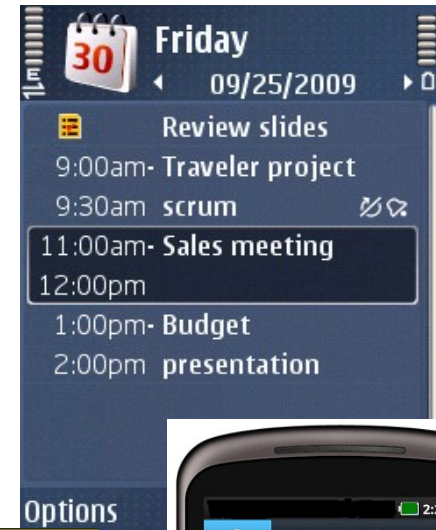 30
Friday
09/25/2009
E
Review slides
9:00am- Traveler project
9:30am scrum
11:00am- Sales meeting
12:00pm
1:00pm- Budget
2:00pm presentation
Options